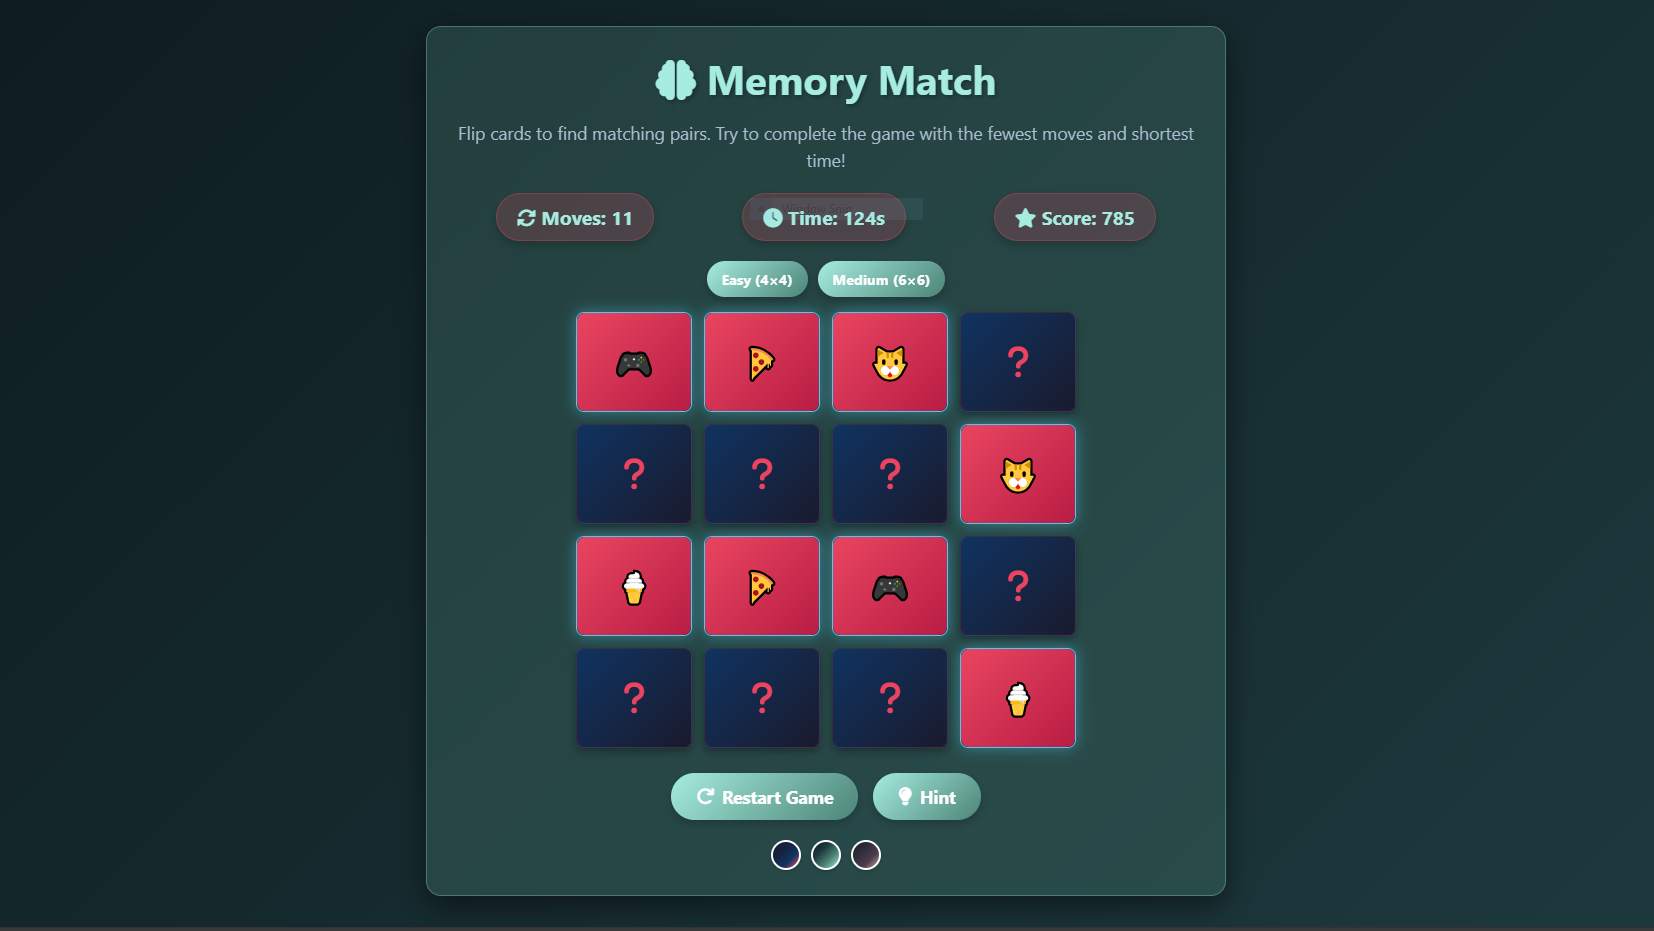 Memory Match
Flip cards to find matching pairs. Try to complete the game with the fewest moves and shortest
time!
Moves: 11
Time: 124s
Score: 785
Easy (4×4)
Medium (6×6)
?
? ? ?
?
? ? ?
Restart Game
Hint